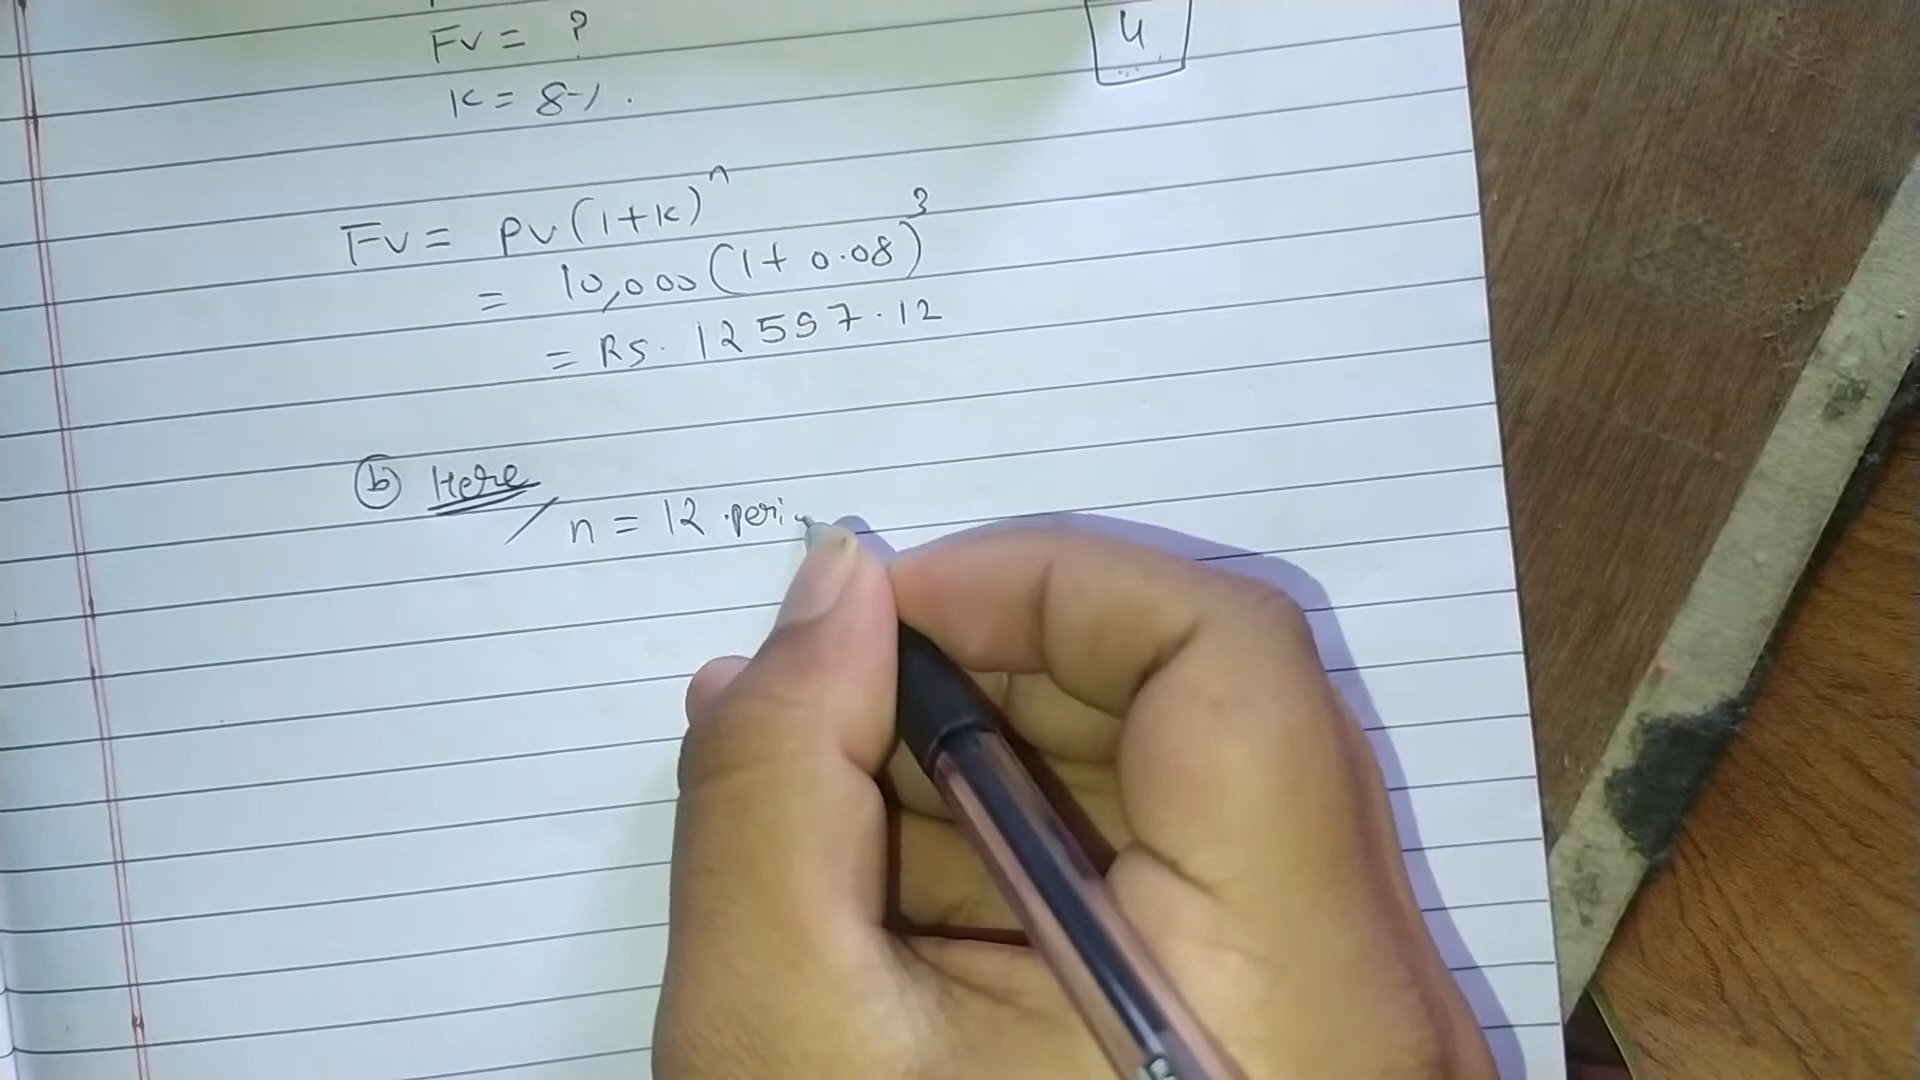 Fv = ?
4
K = 8-/.
Fv = Pv(1+K)^n
= 10,000 (1+0.08)^3
= Rs. 12597.12
(b) Here
n = 12 peri